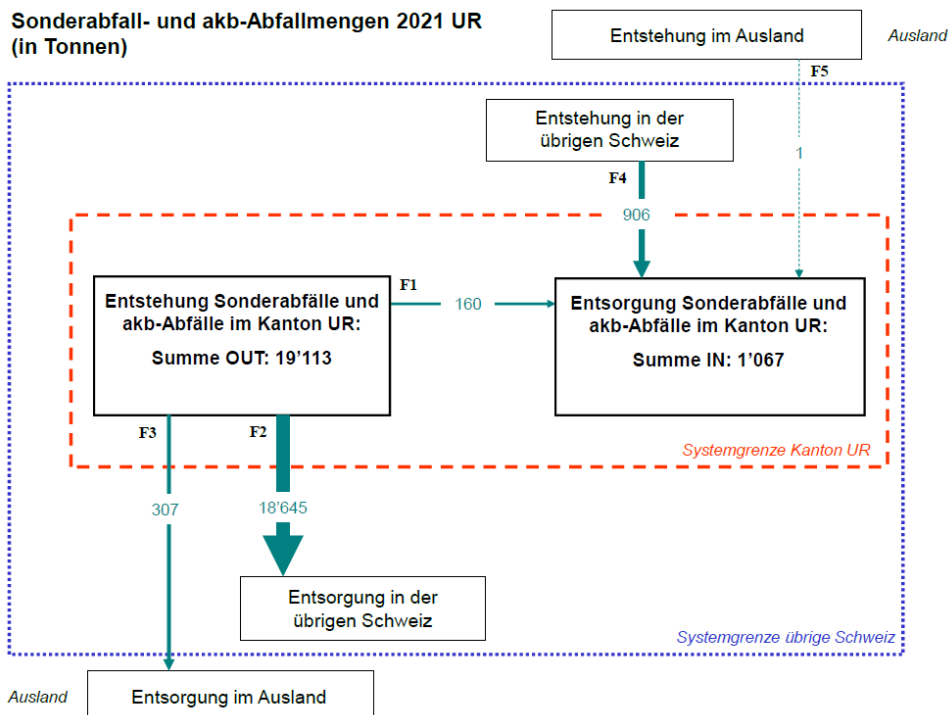 Sonderabfall- und akb-Abfallmengen 2021 UR
(in Tonnen)
Entstehung im Ausland
Ausland
F5
Entstehung in der
übrigen Schweiz
1
F4
906
Entstehung Sonderabfälle und
akb-Abfälle im Kanton UR:
Summe OUT: 19'113
F1
160
Entsorgung Sonderabfälle und
akb-Abfälle im Kanton UR:
Summe IN: 1'067
F3
F2
Systemgrenze Kanton UR
307
18'645
Entsorgung in der
übrigen Schweiz
Systemgrenze übrige Schweiz
Ausland
Entsorgung im Ausland